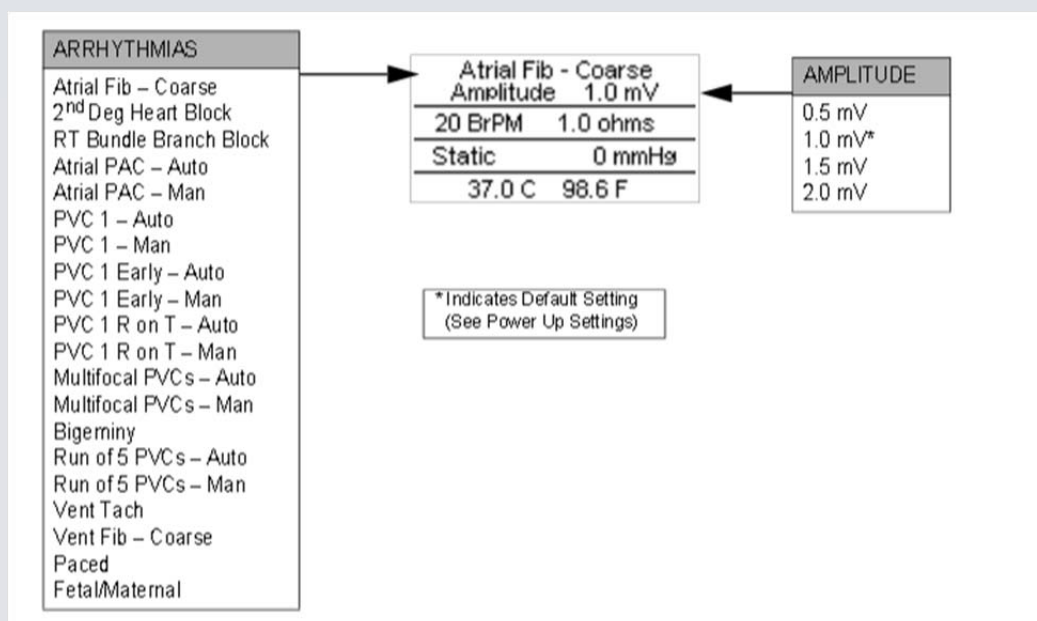 ARRHYTHMIAS
Atrial Fib – Coarse
2nd Deg Heart Block
RT Bundle Branch Block
Atrial PAC – Auto
Atrial PAC – Man
PVC 1 – Auto
PVC 1 – Man
PVC 1 Early – Auto
PVC 1 Early – Man
PVC 1 R on T – Auto
PVC 1 R on T – Man
Multifocal PVCs – Auto
Multifocal PVCs – Man
Bigeminy
Run of 5 PVCs – Auto
Run of 5 PVCs – Man
Vent Tach
Vent Fib – Coarse
Paced
Fetal/Maternal
Atrial Fib - Coarse
Amplitude 1.0 mV
20 BrPM 1.0 ohms
Static 0 mmHg
37.0 C 98.6 F
*Indicates Default Setting
(See Power Up Settings)
AMPLITUDE
0.5 mV
1.0 mV*
1.5 mV
2.0 mV